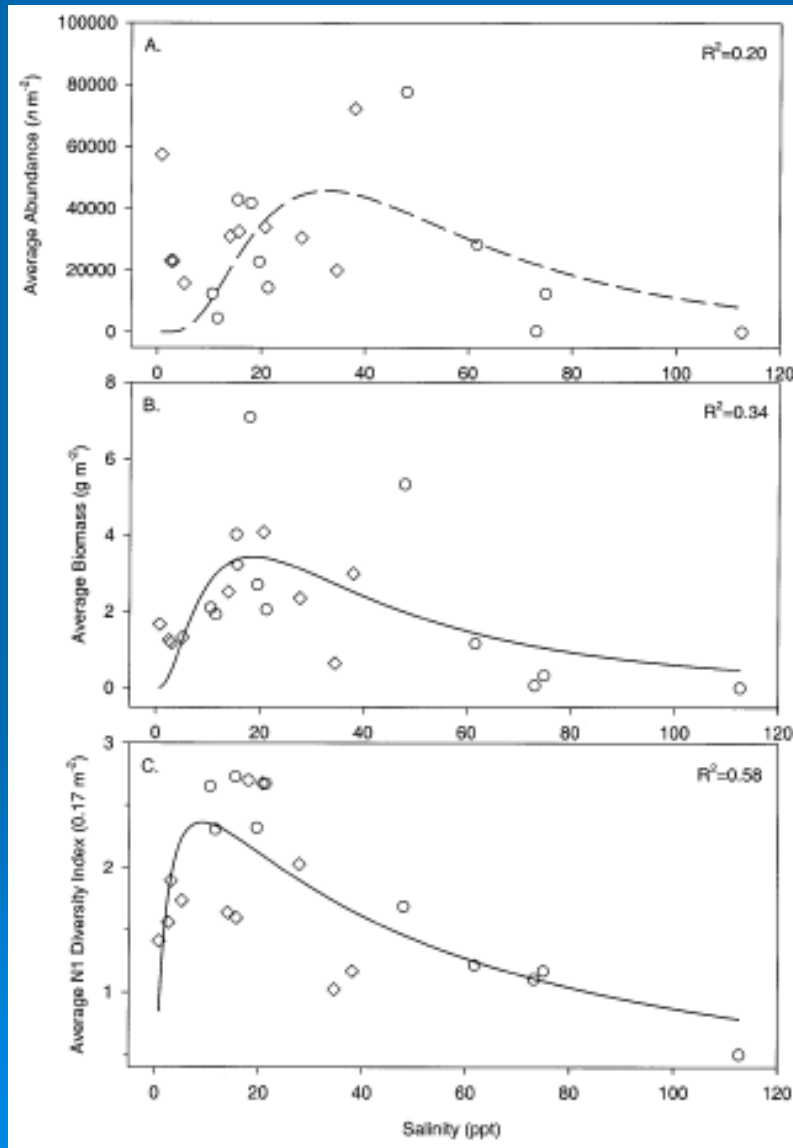 A.
R²=0.20
Average Abundance (n m⁻²)
100000
80000
60000
40000
20000
0
0 20 40 60 80 100 120
B.
R²=0.34
Average Biomass (g m⁻²)
8
6
4
2
0
0 20 40 60 80 100 120
C.
R²=0.58
Average N1 Diversity Index (0.17 m⁻²)
3
2
1
0 20 40 60 80 100 120
Salinity (ppt)